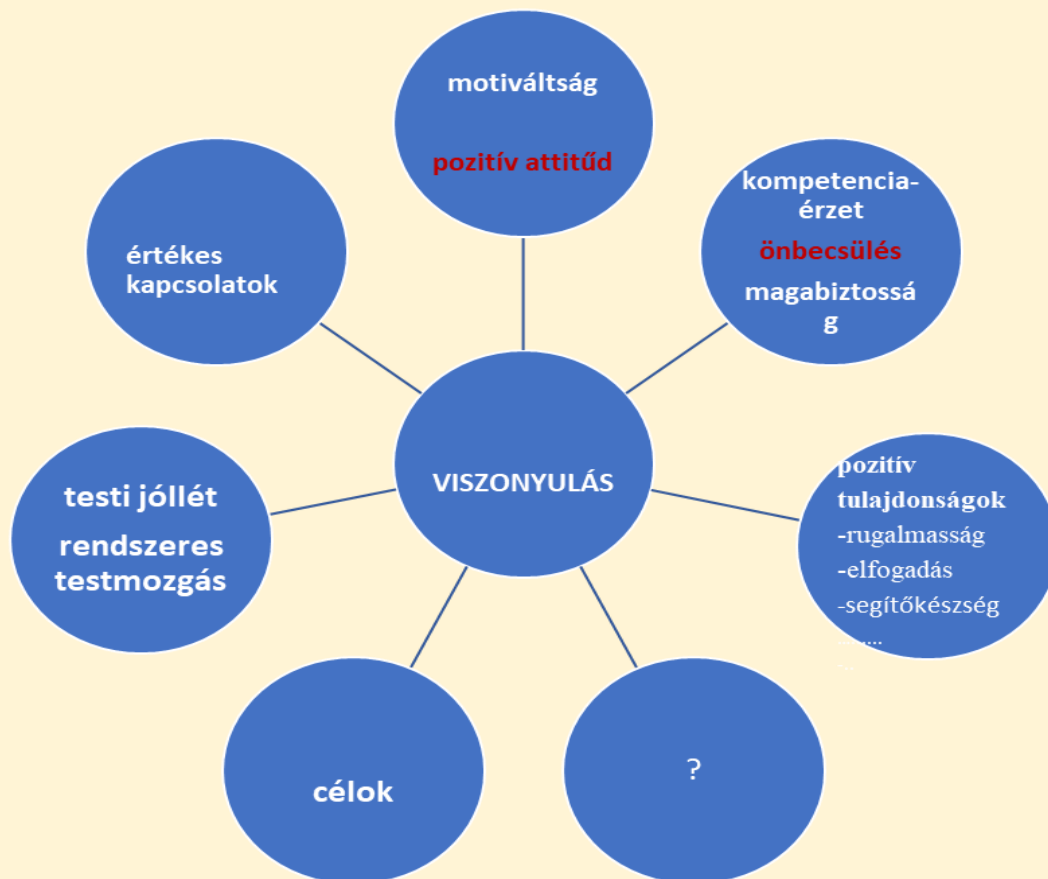 motiváltság
pozitív attitűd
kompetencia-
érzet
önbecsülés
magabiztossá
g
pozitív
tulajdonságok
-rugalmasság
-elfogadás
-segítőkészség
.......
...
?
célok
testi jóllét
rendszeres
testmozgás
értékes
kapcsolatok
VISZONYULÁS